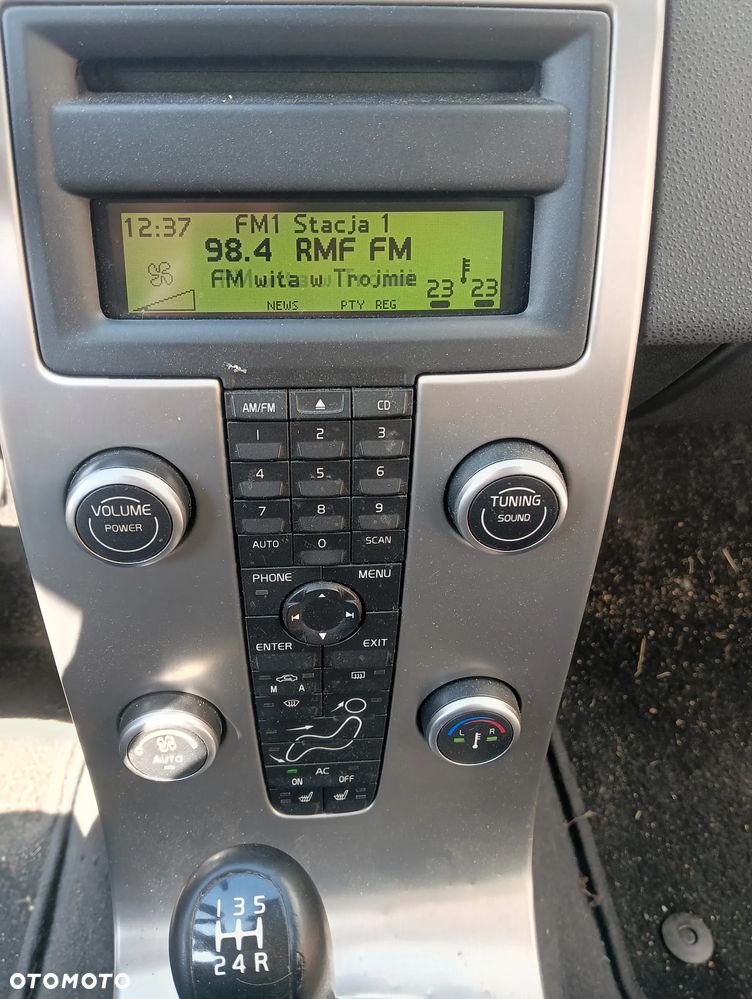 12:37 FM1 Stacja 1
98.4 RMF FM
FM wita w Trojmie
23 23
NEWS PTY REG
AM/FM CD
1 2 3
4 5 6
7 8 9
AUTO 0 SCAN
VOLUME
POWER
TUNING
SOUND
PHONE MENU
ENTER EXIT
M A
AUTO
L R
AC
ON OFF
1 3 5
2 4 R
OTOMOTO